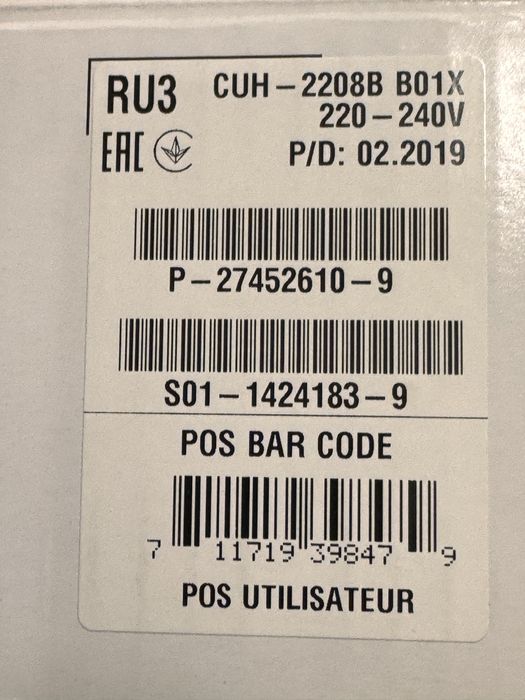 RU3 CUH-2208B B01X
220-240V
EAC P/D: 02.2019
P-27452610-9
S01-1424183-9
POS BAR CODE
7 11719 39847 9
POS UTILISATEUR